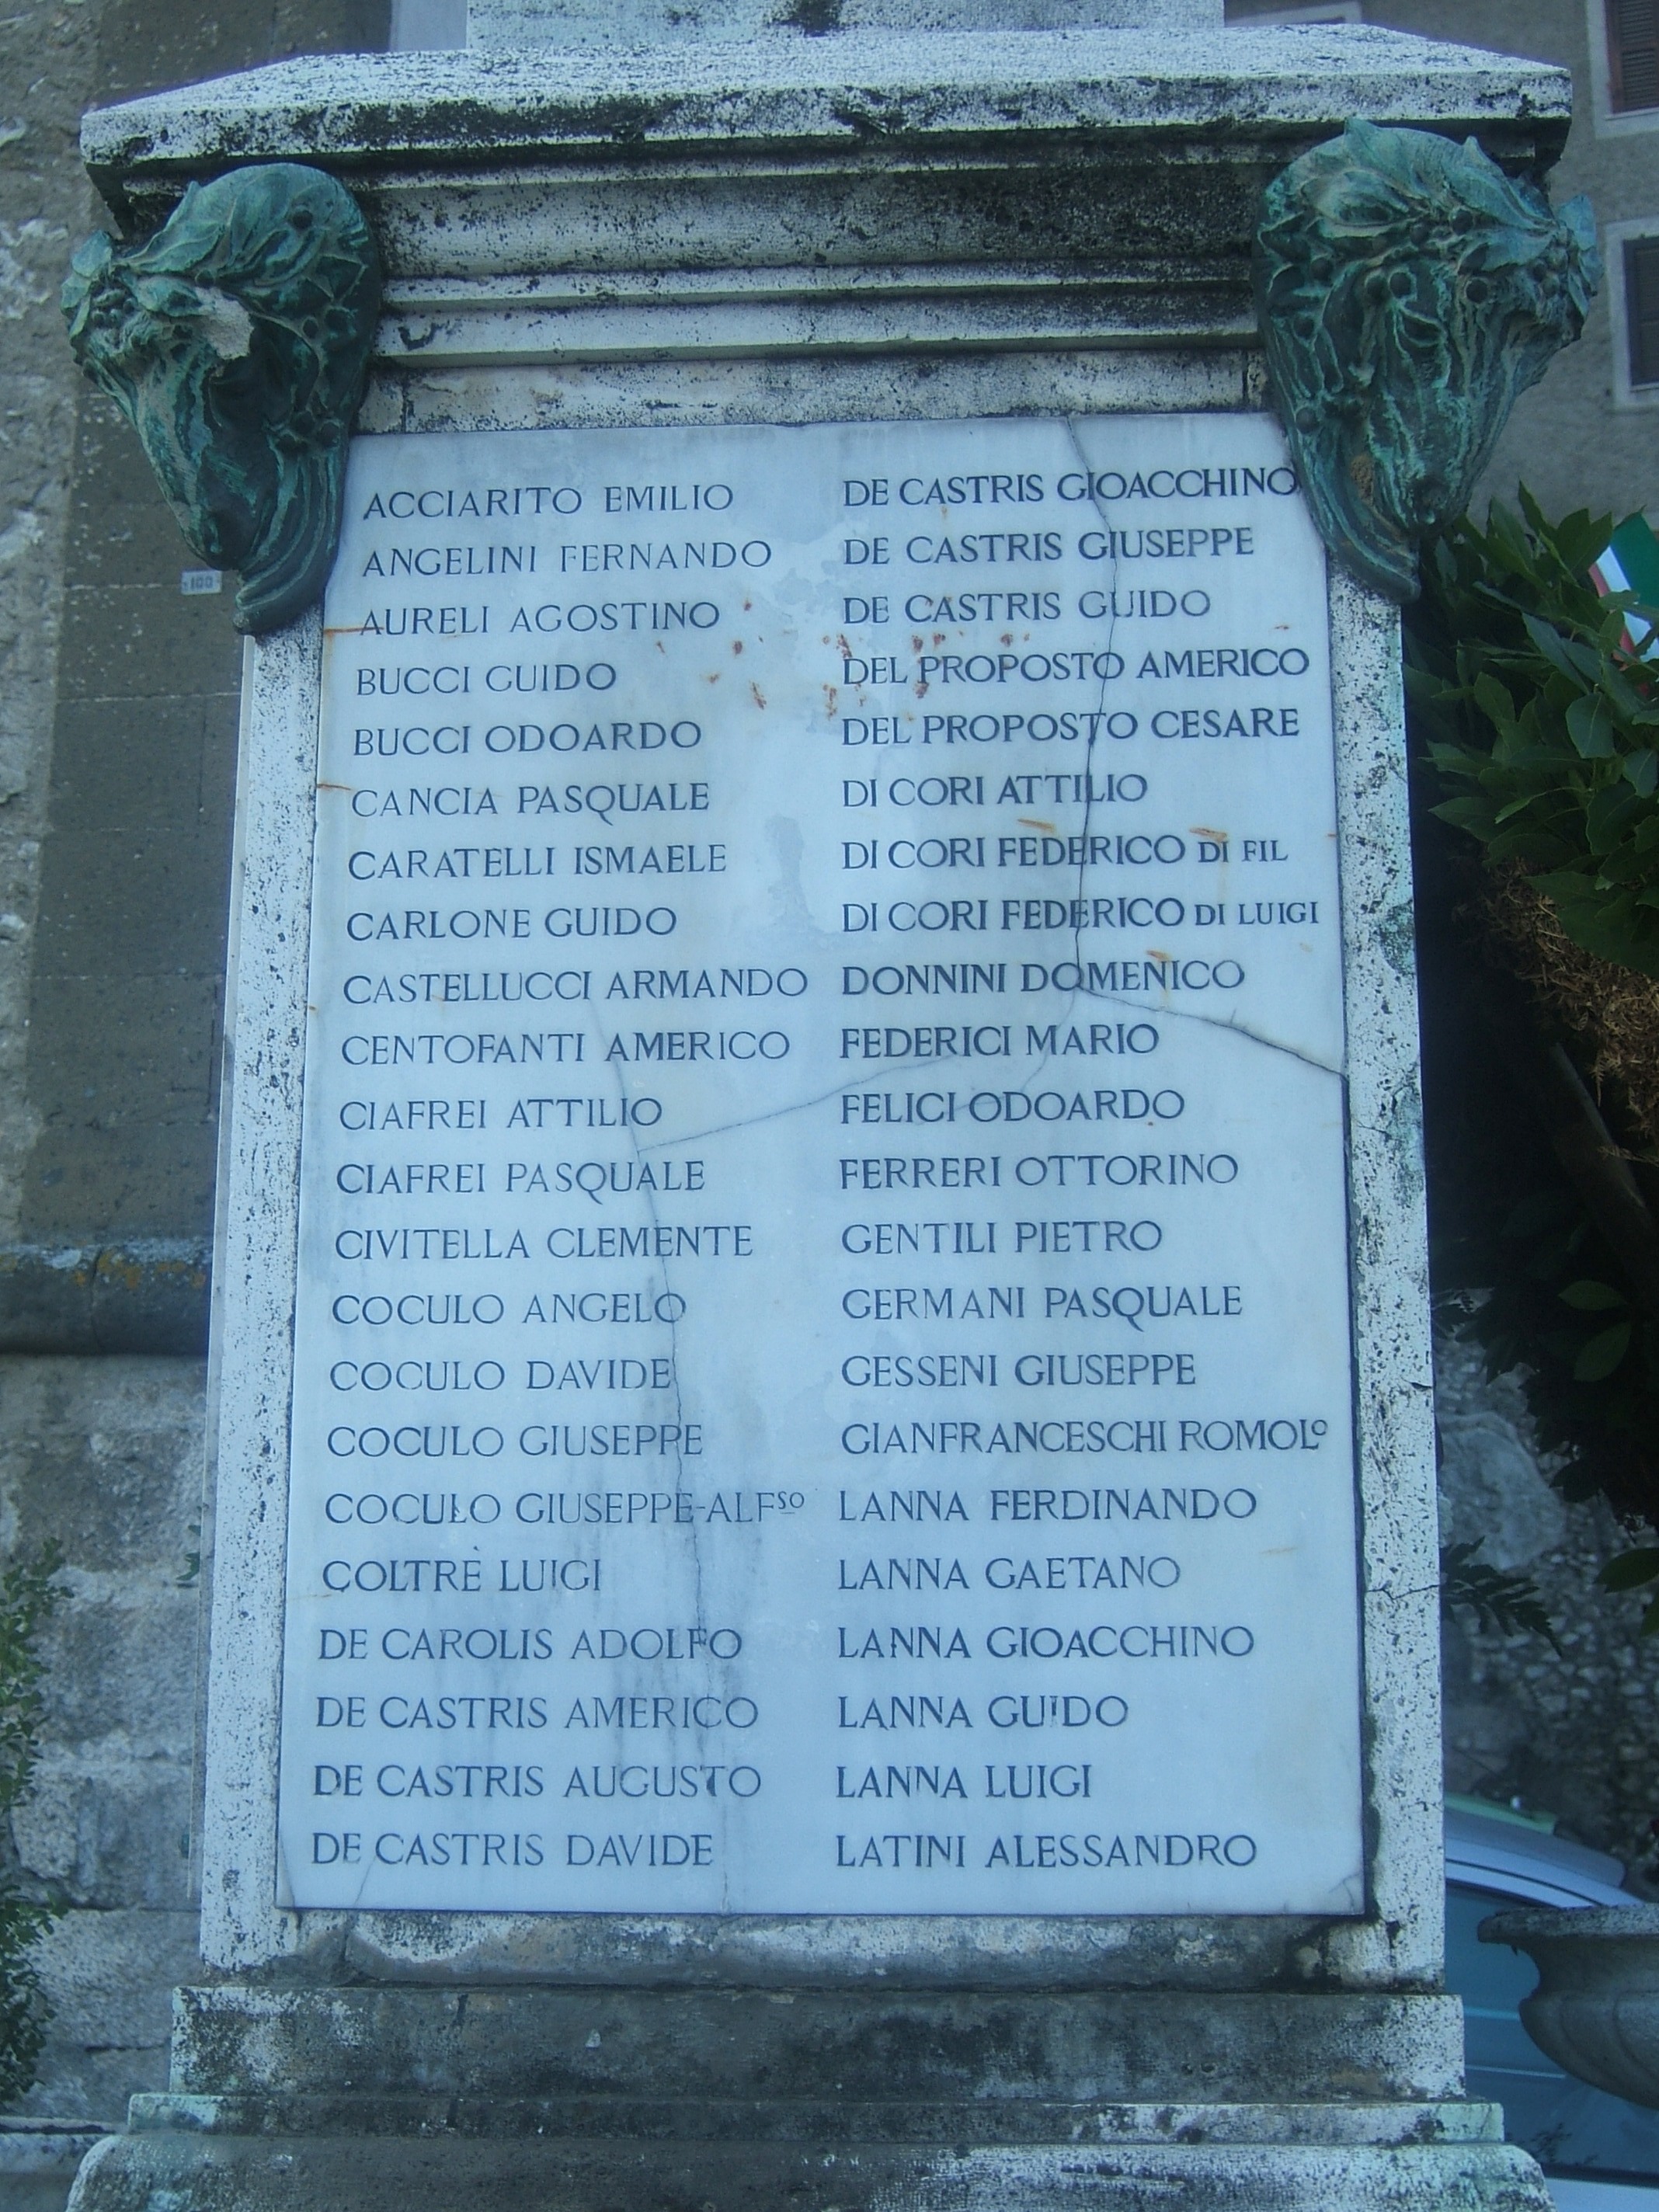 ACCIARITO EMILIO
ANGELINI FERNANDO
AURELI AGOSTINO
BUCCI GUIDO
BUCCI ODOARDO
CANCIA PASQUALE
CARATELLI ISMAELE
CARLONE GUIDO
CASTELLUCCI ARMANDO
CENTOFANTI AMERICO
CIAFREI ATTILIO
CIAFREI PASQUALE
CIVITELLA CLEMENTE
COCULO ANGELO
COCULO DAVIDE
COCULO GIUSEPPE
COCULO GIUSEPPE-ALFso
COLTRÈ LUIGI
DE CAROLIS ADOLFO
DE CASTRIS AMERICO
DE CASTRIS AUGUSTO
DE CASTRIS DAVIDE
DE CASTRIS GIOACCHINO
DE CASTRIS GIUSEPPE
DE CASTRIS GUIDO
DEL PROPOSTO AMERICO
DEL PROPOSTO CESARE
DI CORI ATTILIO
DI CORI FEDERICO DI FIL
DI CORI FEDERICO DI LUIGI
DONNINI DOMENICO
FEDERICI MARIO
FELICI ODOARDO
FERRERI OTTORINO
GENTILI PIETRO
GERMANI PASQUALE
GESSENI GIUSEPPE
GIANFRANCESCHI ROMOLº
LANNA FERDINANDO
LANNA GAETANO
LANNA GIOACCHINO
LANNA GUIDO
LANNA LUIGI
LATINI ALESSANDRO
100